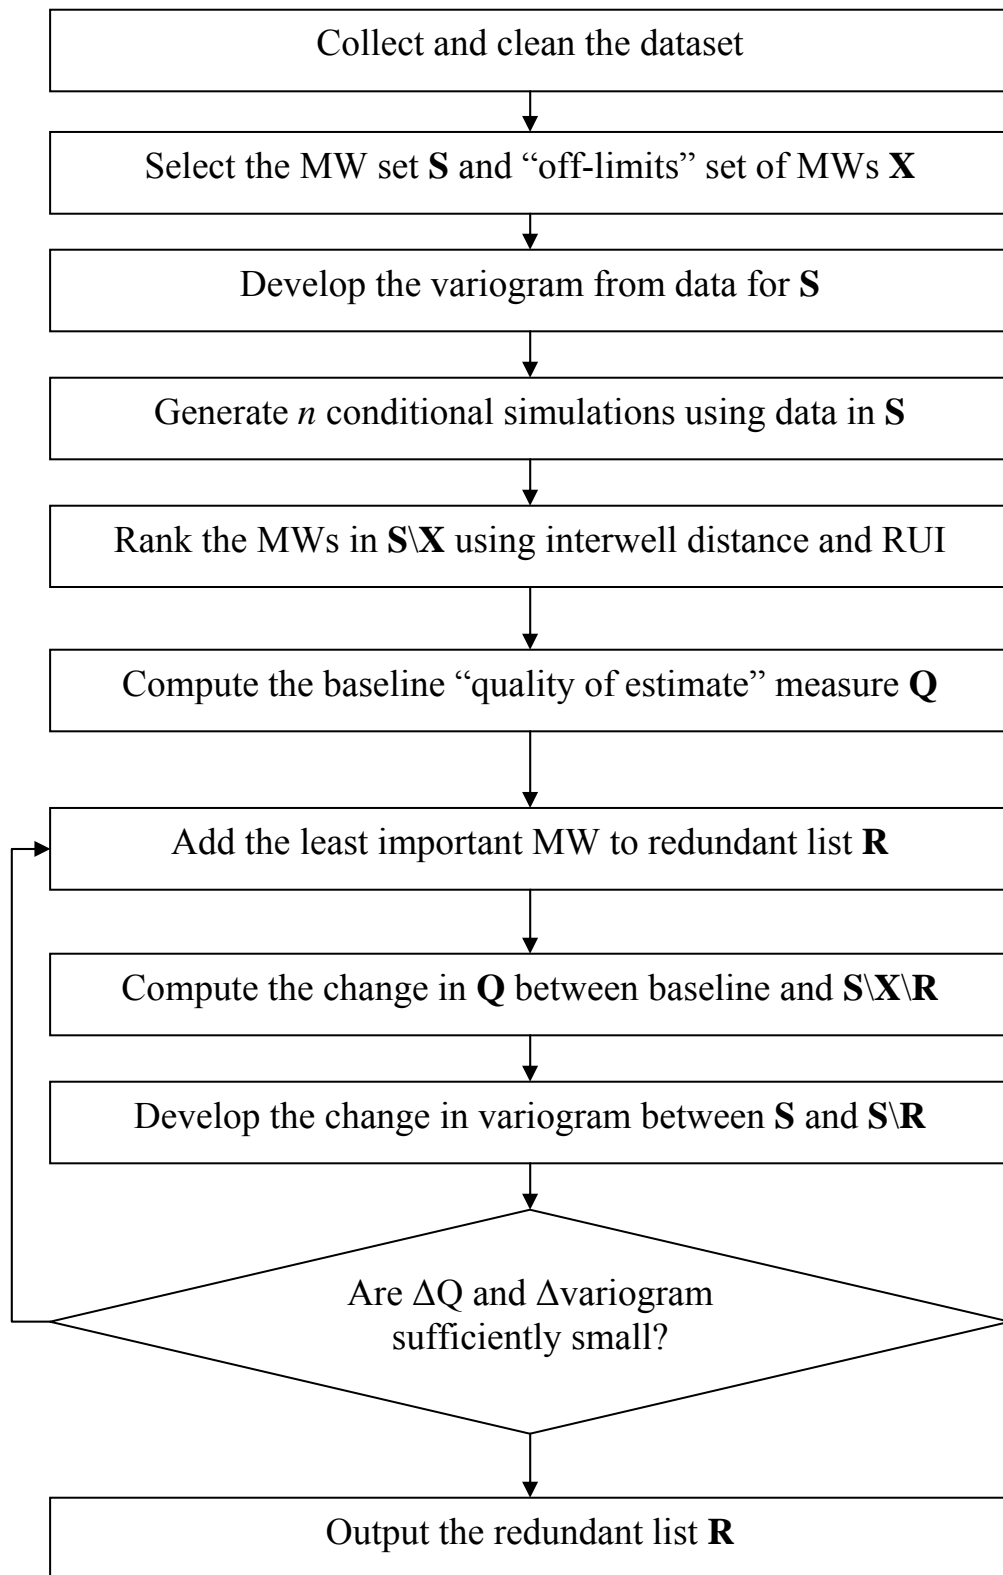 Collect and clean the dataset
Select the MW set S and “off-limits” set of MWs X
Develop the variogram from data for S
Generate n conditional simulations using data in S
Rank the MWs in S\X using interwell distance and RUI
Compute the baseline “quality of estimate” measure Q
Add the least important MW to redundant list R
Compute the change in Q between baseline and S\X\R
Develop the change in variogram between S and S\R
Are ΔQ and Δvariogram
sufficiently small?
Output the redundant list R